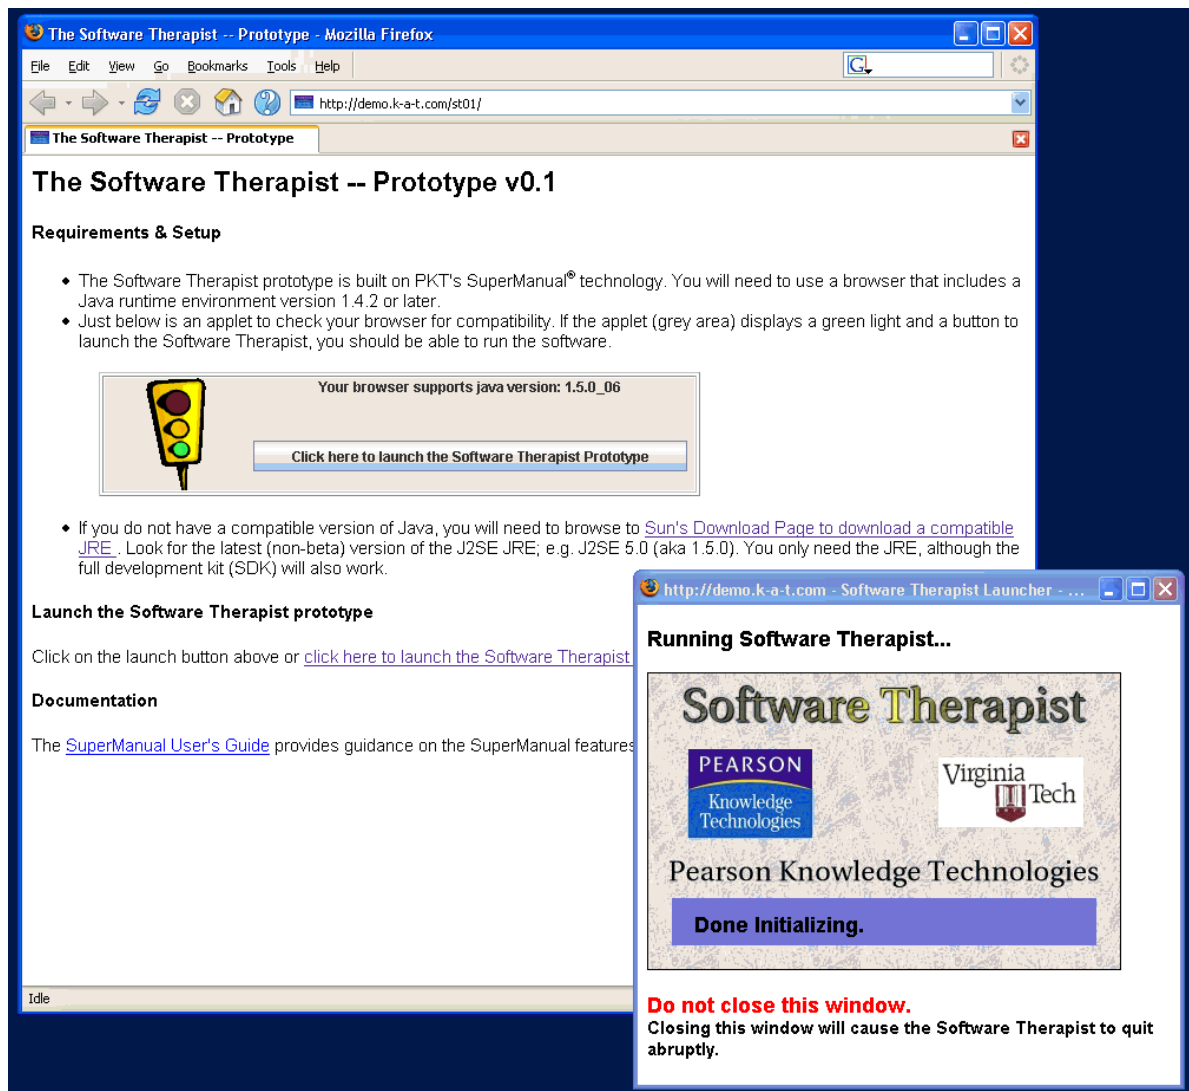 The Software Therapist -- Prototype - Mozilla Firefox
File Edit View Go Bookmarks Tools Help
G
http://demo.k-a-t.com/st01/
The Software Therapist -- Prototype
The Software Therapist -- Prototype v0.1
Requirements & Setup
The Software Therapist prototype is built on PKT's SuperManual® technology. You will need to use a browser that includes a
Java runtime environment version 1.4.2 or later.
Just below is an applet to check your browser for compatibility. If the applet (grey area) displays a green light and a button to
launch the Software Therapist, you should be able to run the software.
Your browser supports java version: 1.5.0_06
Click here to launch the Software Therapist Prototype
If you do not have a compatible version of Java, you will need to browse to Sun's Download Page to download a compatible
JRE . Look for the latest (non-beta) version of the J2SE JRE; e.g. J2SE 5.0 (aka 1.5.0). You only need the JRE, although the
full development kit (SDK) will also work.
Launch the Software Therapist prototype
Click on the launch button above or click here to launch the Software Therapist
Documentation
The SuperManual User's Guide provides guidance on the SuperManual features
Idle
http://demo.k-a-t.com - Software Therapist Launcher - ...
Running Software Therapist...
Software Therapist
PEARSON
Knowledge
Technologies
Virginia
Tech
Pearson Knowledge Technologies
Done Initializing.
Do not close this window.
Closing this window will cause the Software Therapist to quit
abruptly.